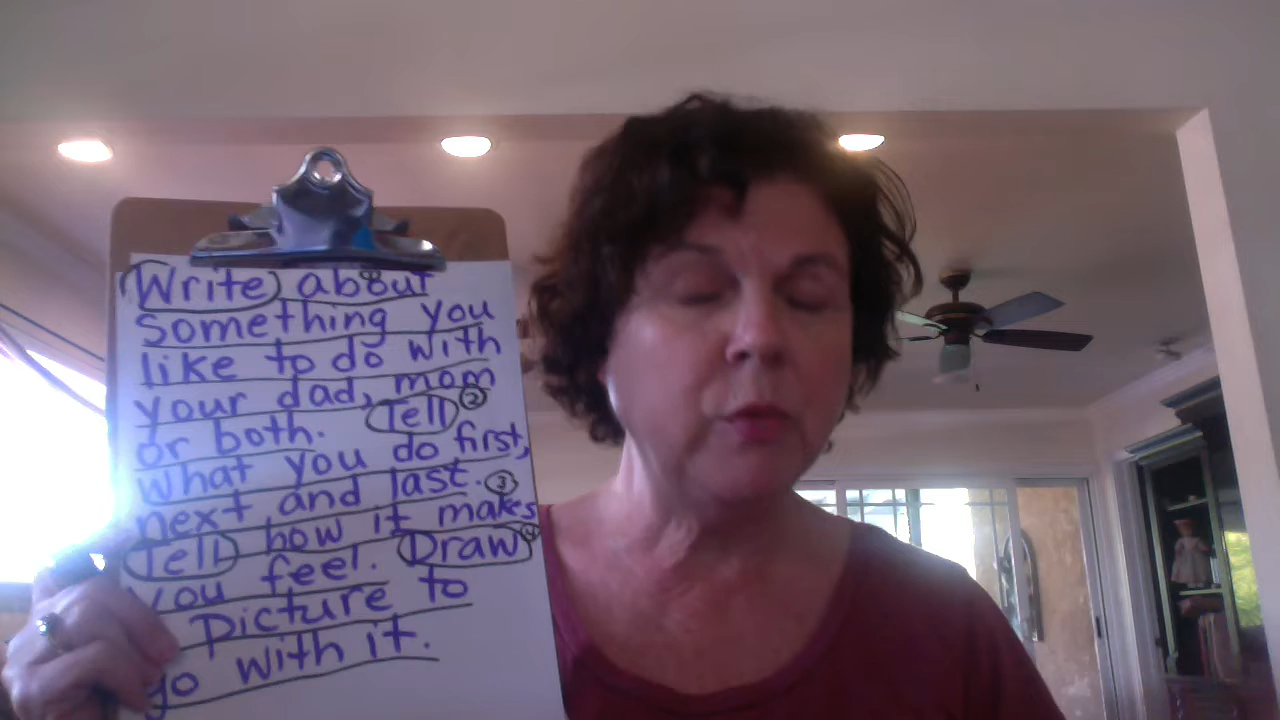 Write about
something you
like to do with
your dad, mom
or both. Tell ②
what you do first,
next and last. ③
Tell how it makes
you feel. Draw ④
picture to
go with it.